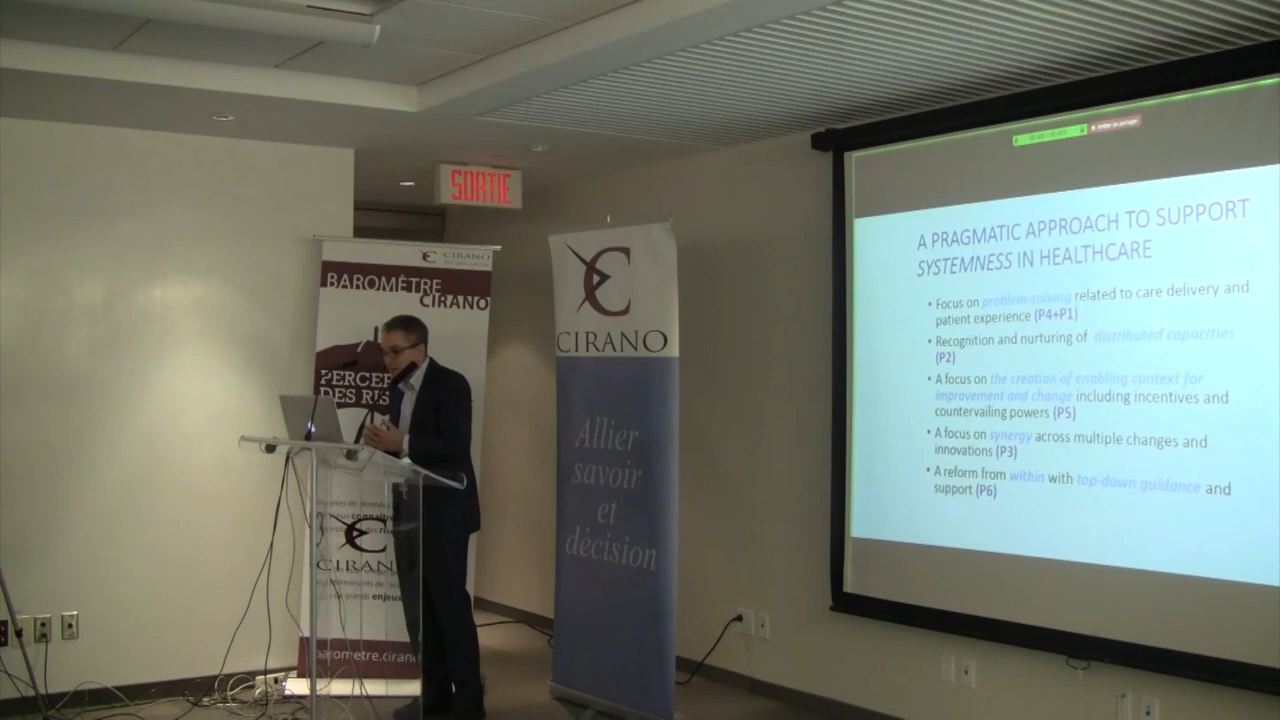 SORTIE
CIRANO
BAROMÈTRE
CIRANO
PERCEP
DES RIS
connaître
CIRAN
grands enjeux
barometre.cirano
CIRANO
Allier
savoir
et
décision
A PRAGMATIC APPROACH TO SUPPORT
SYSTEMNESS IN HEALTHCARE
• Focus on problem-solving related to care delivery and
patient experience (P4+P1)
• Recognition and nurturing of distributed capacities
(P2)
• A focus on the creation of enabling context for
improvement and change including incentives and
countervailing powers (P5)
• A focus on synergy across multiple changes and
innovations (P3)
• A reform from within with top-down guidance and
support (P6)